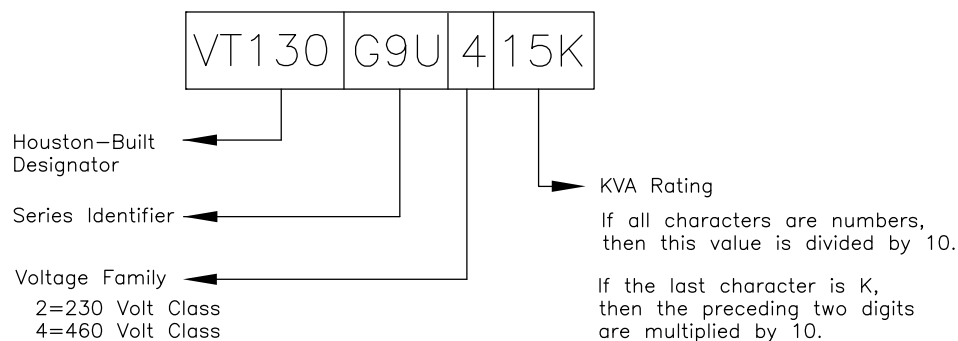 VT130 G9U 4 15K
Houston-Built
Designator
Series Identifier
Voltage Family
2=230 Volt Class
4=460 Volt Class
KVA Rating
If all characters are numbers,
then this value is divided by 10.
If the last character is K,
then the preceding two digits
are multiplied by 10.